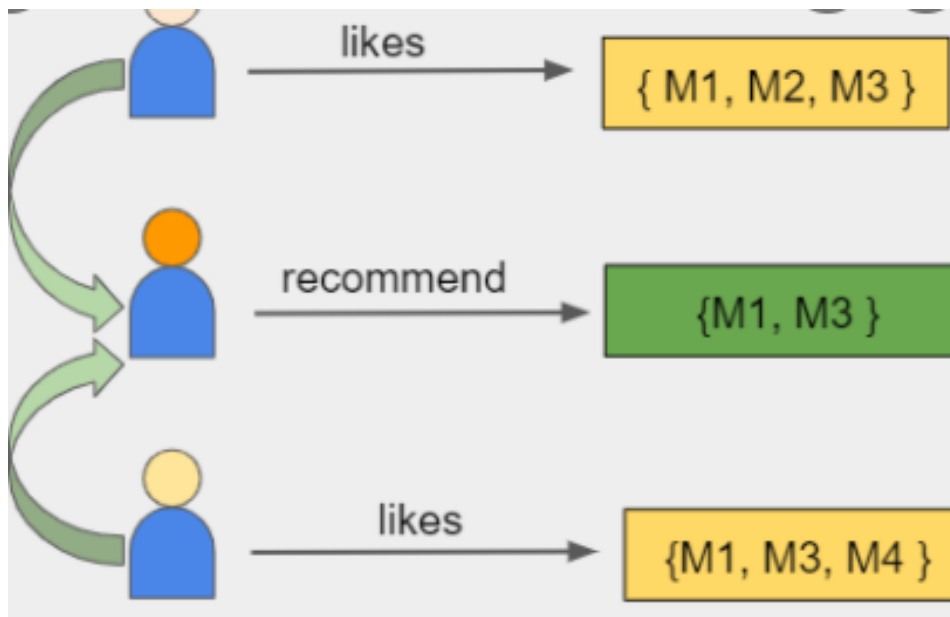 likes
{ M1, M2, M3 }
recommend
{M1, M3 }
likes
{M1, M3, M4 }